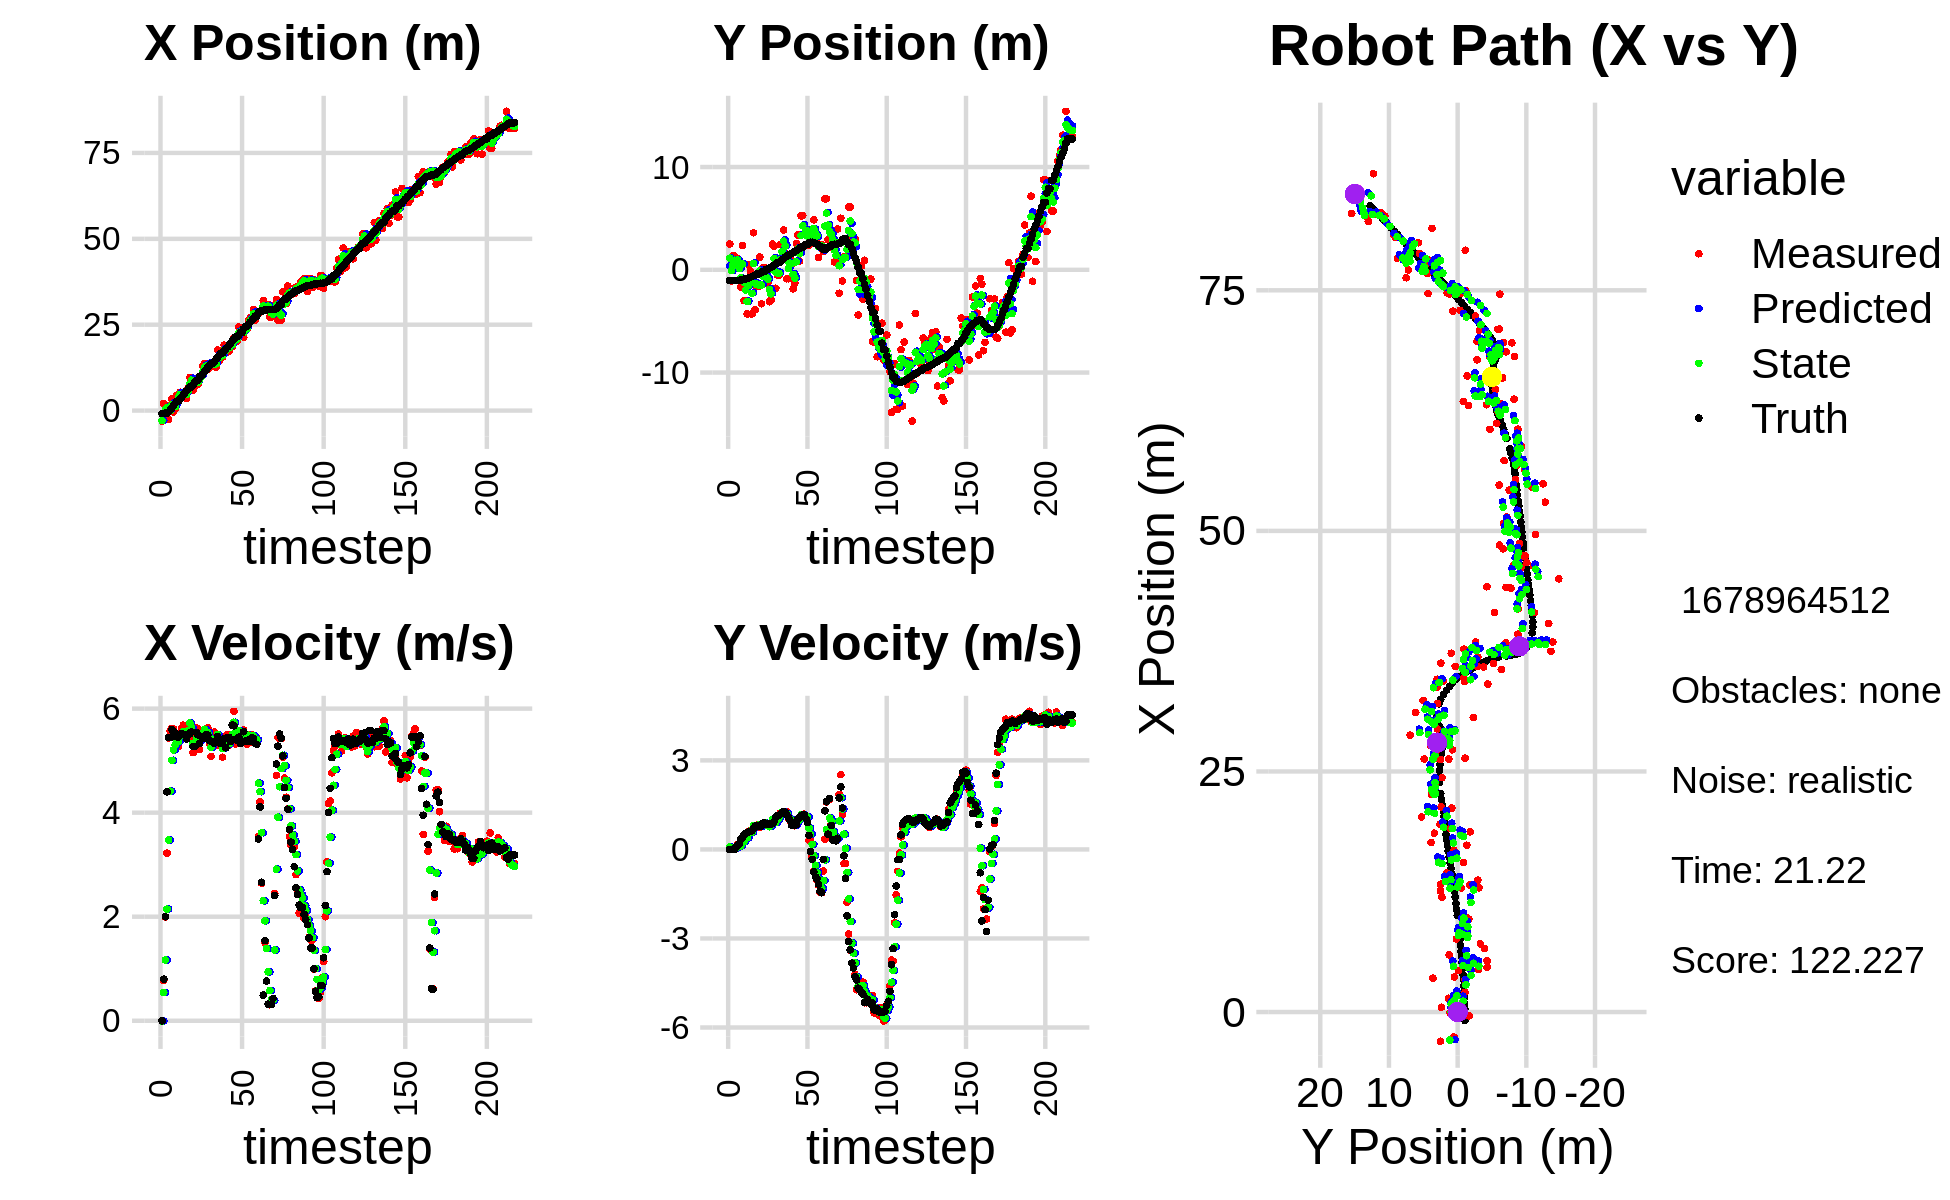 X Position (m)
75
50
25
0
0
50
100
150
200
timestep
Y Position (m)
10
0
-10
0
50
100
150
200
timestep
X Velocity (m/s)
6
4
2
0
0
50
100
150
200
timestep
Y Velocity (m/s)
3
0
-3
-6
0
50
100
150
200
timestep
Robot Path (X vs Y)
X Position (m)
75
50
25
0
20 10 0 -10 -20
Y Position (m)
variable
Measured
Predicted
State
Truth
1678964512
Obstacles: none
Noise: realistic
Time: 21.22
Score: 122.227